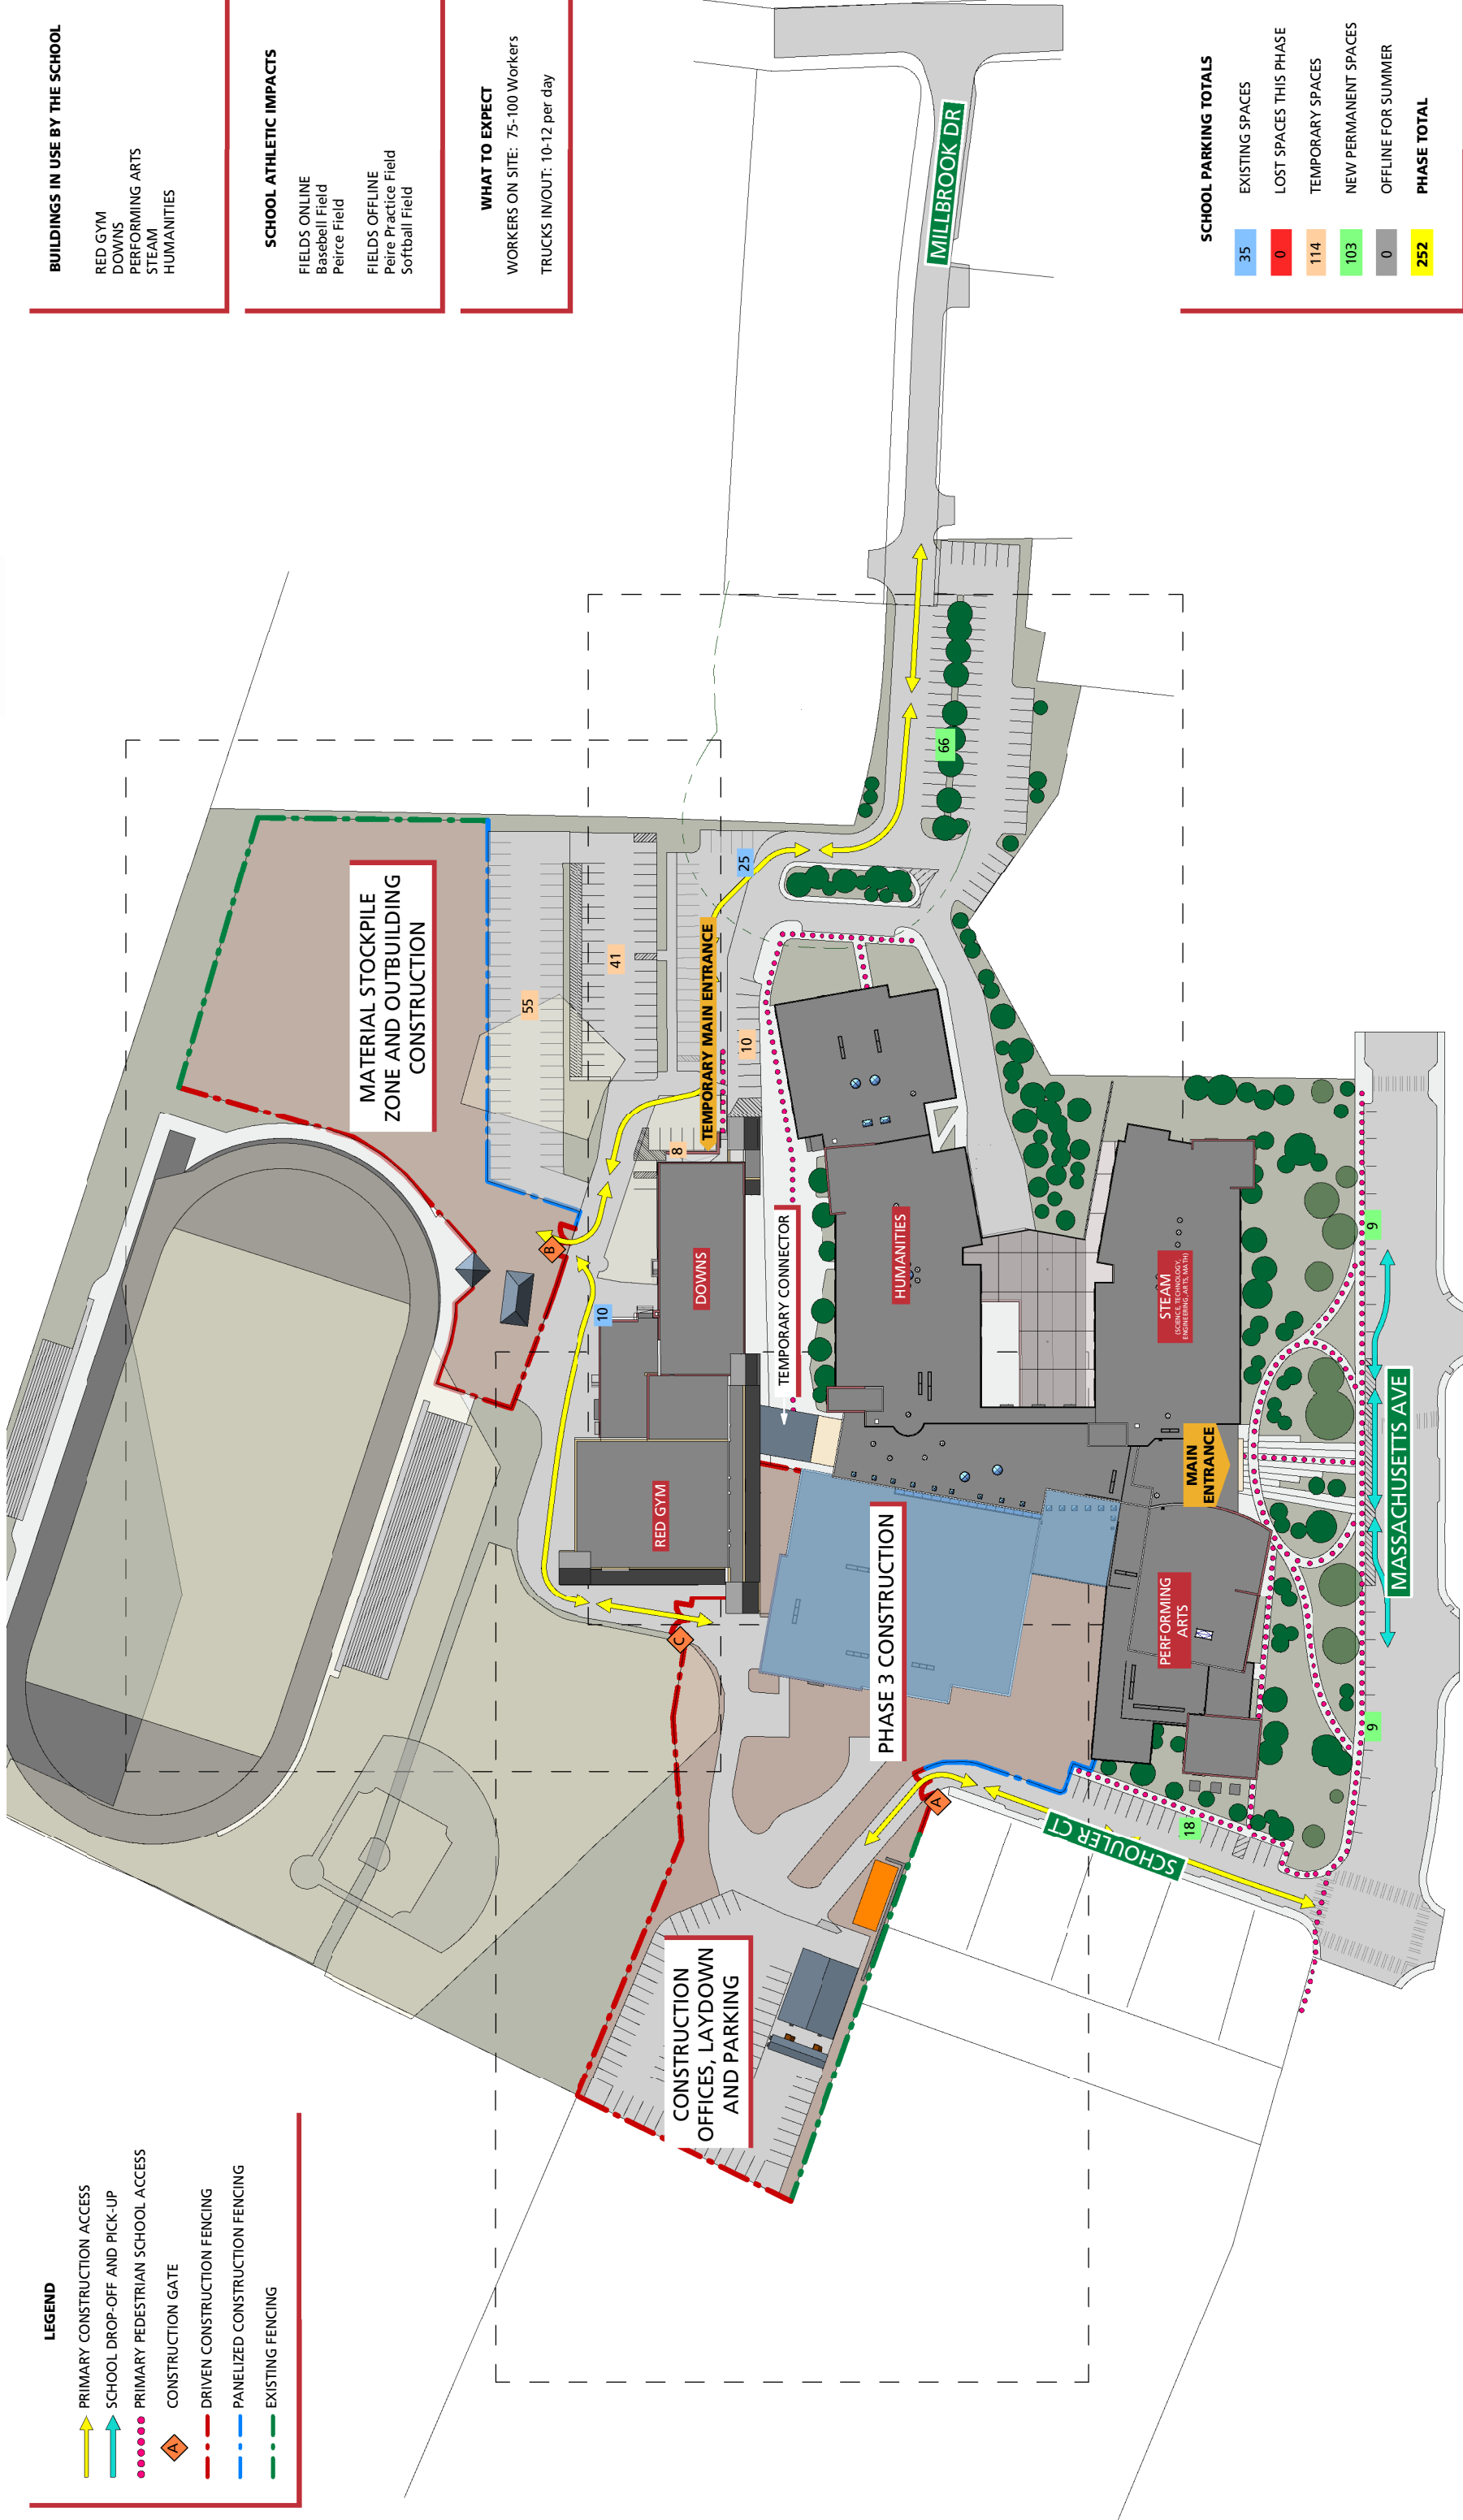 LEGEND
PRIMARY CONSTRUCTION ACCESS
SCHOOL DROP-OFF AND PICK-UP
PRIMARY PEDESTRIAN SCHOOL ACCESS
A CONSTRUCTION GATE
DRIVEN CONSTRUCTION FENCING
PANELIZED CONSTRUCTION FENCING
EXISTING FENCING
BUILDINGS IN USE BY THE SCHOOL
RED GYM
DOWNS
PERFORMING ARTS
STEAM
HUMANITIES
SCHOOL ATHLETIC IMPACTS
FIELDS ONLINE
Basebell Field
Peirce Field
FIELDS OFFLINE
Peire Practice Field
Softball Field
WHAT TO EXPECT
WORKERS ON SITE: 75-100 Workers
TRUCKS IN/OUT: 10-12 per day
MATERIAL STOCKPILE
ZONE AND OUTBUILDING
CONSTRUCTION
55
41
B
10
8
25
10
TEMPORARY MAIN ENTRANCE
C
RED GYM
DOWNS
CONSTRUCTION
OFFICES, LAYDOWN
AND PARKING
TEMPORARY CONNECTOR
PHASE 3 CONSTRUCTION
HUMANITIES
66
MILLBROOK DR
A
SCHOULER CT
18
PERFORMING
ARTS
MAIN
ENTRANCE
STEAM
(SCIENCE, TECHNOLOGY,
ENGINEERING, ARTS, MATH)
9
9
MASSACHUSETTS AVE
SCHOOL PARKING TOTALS
35 EXISTING SPACES
0 LOST SPACES THIS PHASE
114 TEMPORARY SPACES
103 NEW PERMANENT SPACES
0 OFFLINE FOR SUMMER
252 PHASE TOTAL